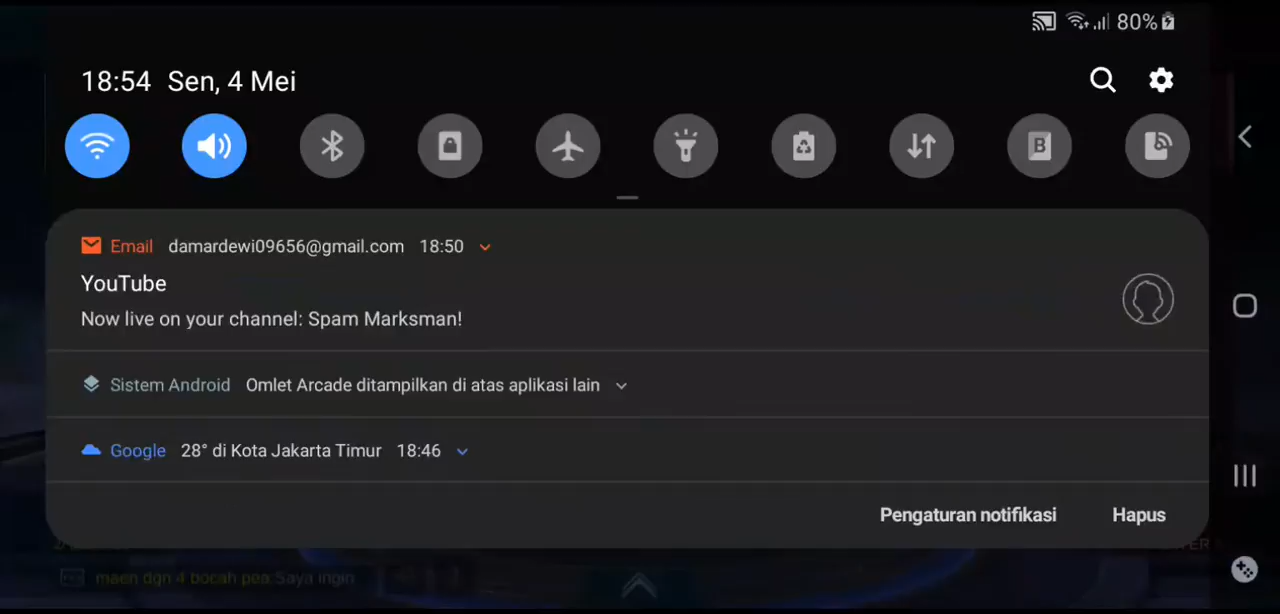 80%
18:54 Sen, 4 Mei
B
Email damardewi09656@gmail.com 18:50
YouTube
Now live on your channel: Spam Marksman!
Sistem Android Omlet Arcade ditampilkan di atas aplikasi lain
Google 28° di Kota Jakarta Timur 18:46
Pengaturan notifikasi Hapus
maen dgn 4 bocah pea:Saya ingin